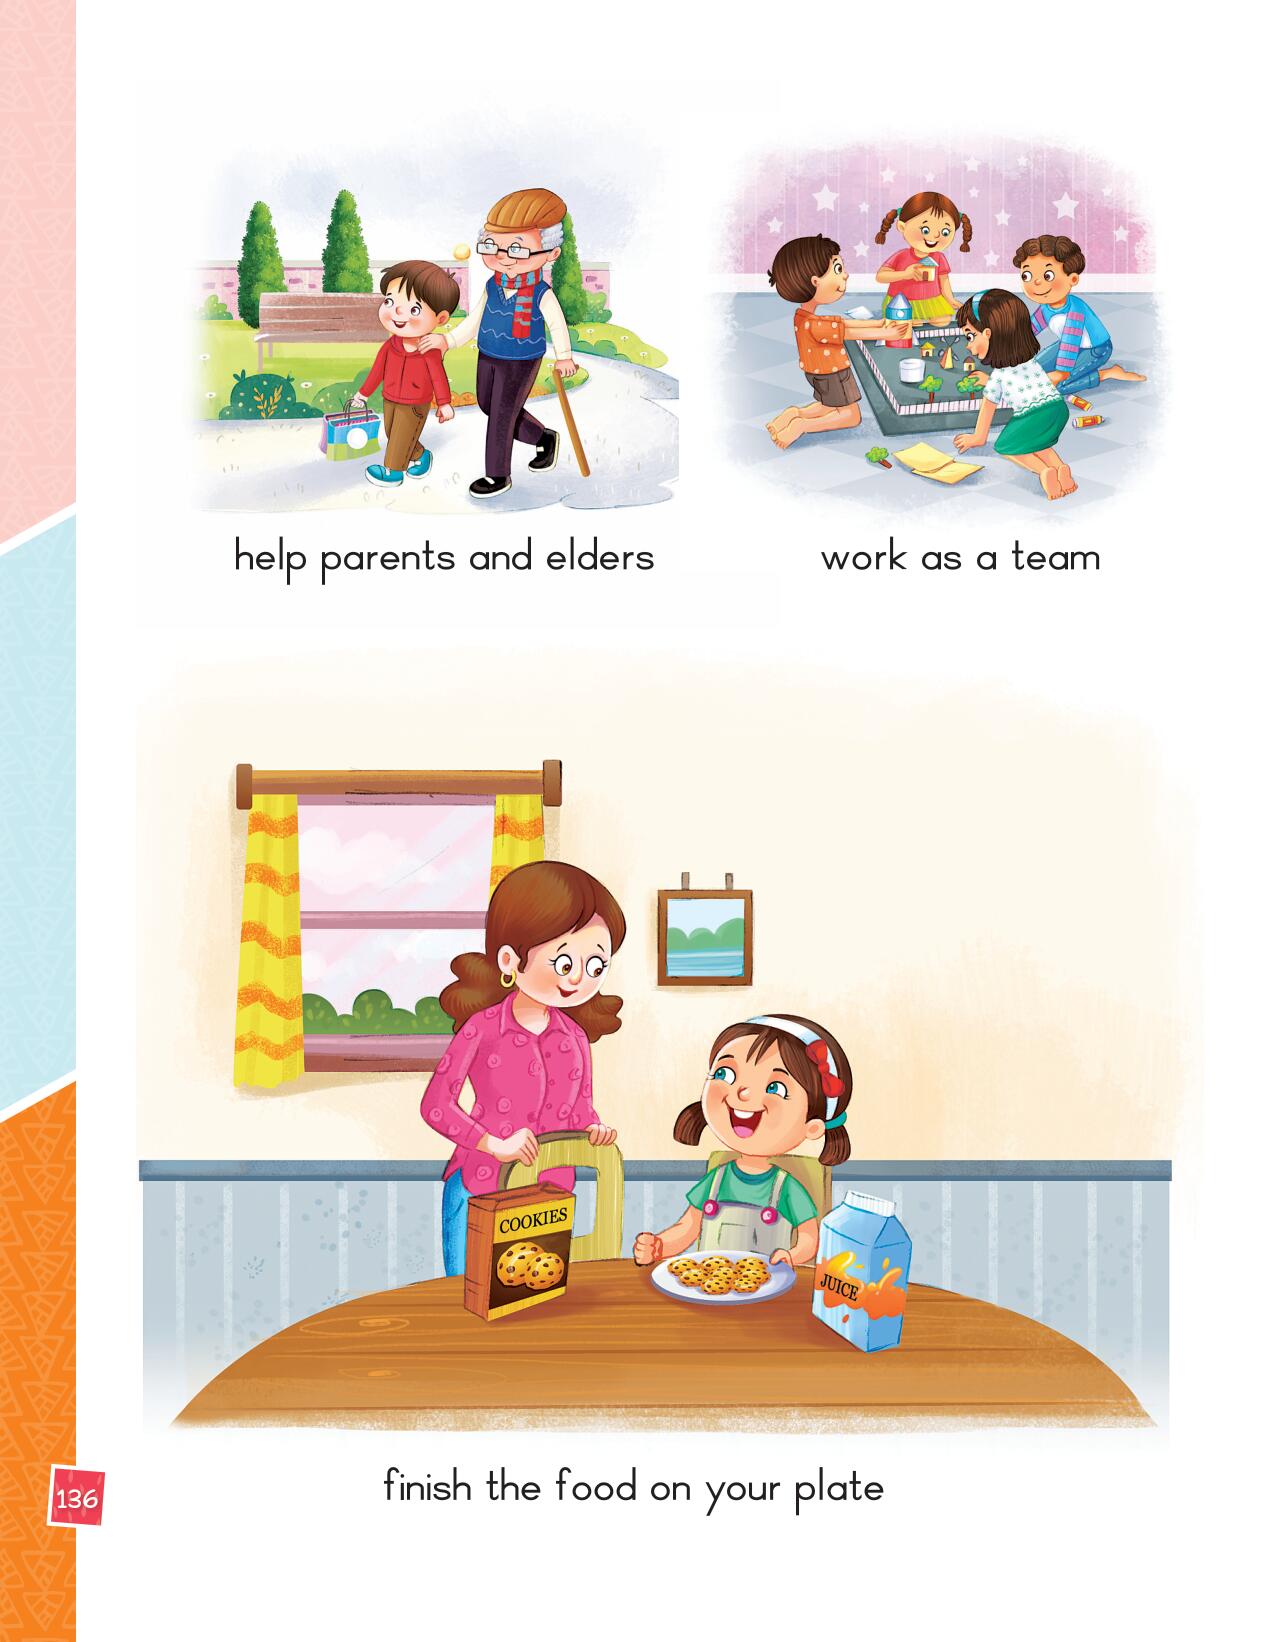 help parents and elders
work as a team
COOKIES
JUICE
finish the food on your plate
136